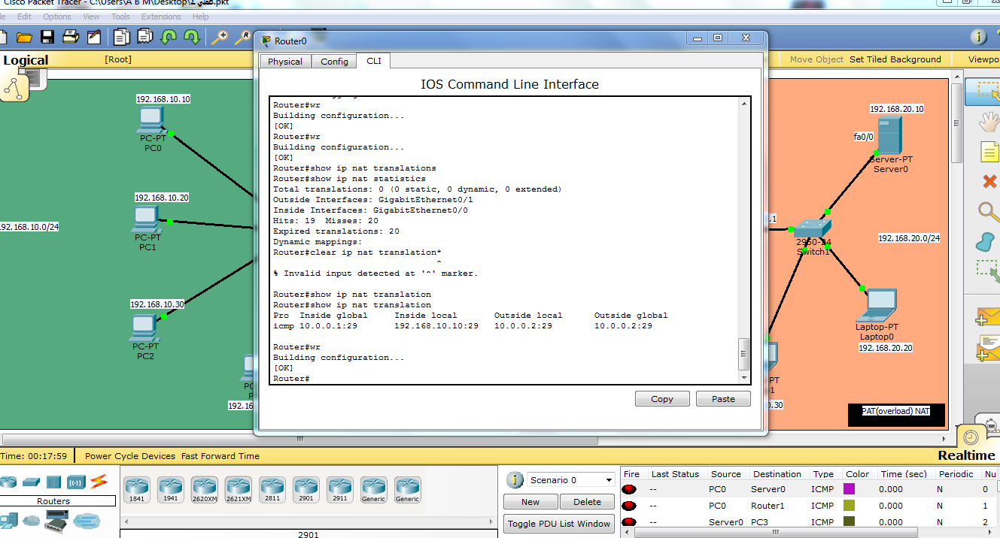 Cisco Packet Tracer - C:\Users\A B M\Desktop\عملي 2.pkt
Edit Options View Tools Extensions Help
Logical
[Root]
Move Object Set Tiled Background
Router0
Physical
Config
CLI
IOS Command Line Interface
Router#wr
Building configuration...
[OK]
Router#wr
Building configuration...
[OK]
Router#show ip nat translations
Router#show ip nat statistics
Total translations: 0 (0 static, 0 dynamic, 0 extended)
Outside Interfaces: GigabitEthernet0/1
Inside Interfaces: GigabitEthernet0/0
Hits: 19 Misses: 20
Expired translations: 20
Dynamic mappings:
Router#clear ip nat translation*
^
% Invalid input detected at '^' marker.
Router#show ip nat translation
Router#show ip nat translation
Pro Inside global Inside local Outside local Outside global
icmp 10.0.0.1:29 192.168.10.10:29 10.0.0.2:29 10.0.0.2:29
Router#wr
Building configuration...
[OK]
Router#
Copy
Paste
192.168.10.10
PC-PT
PC0
192.168.10.20
PC-PT
PC1
192.168.10.0/24
192.168.10.30
PC-PT
PC2
192.168.20.10
fa0/0
Server-PT
Server0
.1
2950-24
Switch1
192.168.20.0/24
Laptop-PT
Laptop0
192.168.20.20
PAT(overload) NAT
Time: 00:17:59
Power Cycle Devices Fast Forward Time
Realtime
Routers
1841
1941
2620XM
2621XM
2811
2901
2911
Generic
Generic
2901
Scenario 0
New
Delete
Toggle PDU List Window
Fire Last Status Source Destination Type Color Time (sec) Periodic Nu
-- PC0 Server0 ICMP 0.000 N 0
-- PC0 Router1 ICMP 0.000 N 1
-- Server0 PC3 ICMP 0.000 N 2